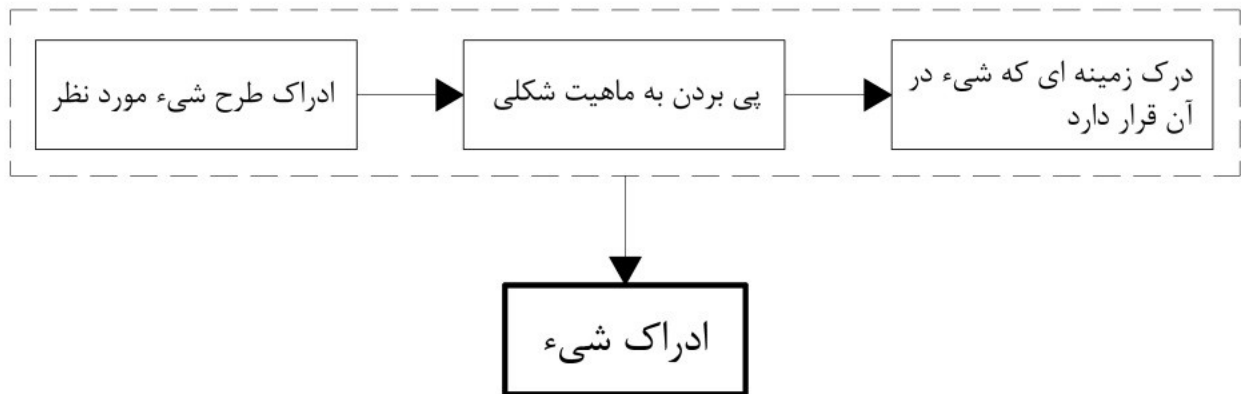 ادراک طرح شیء مورد نظر
پی بردن به ماهیت شکلی
درک زمینه ای که شیء در
آن قرار دارد
ادراک شیء